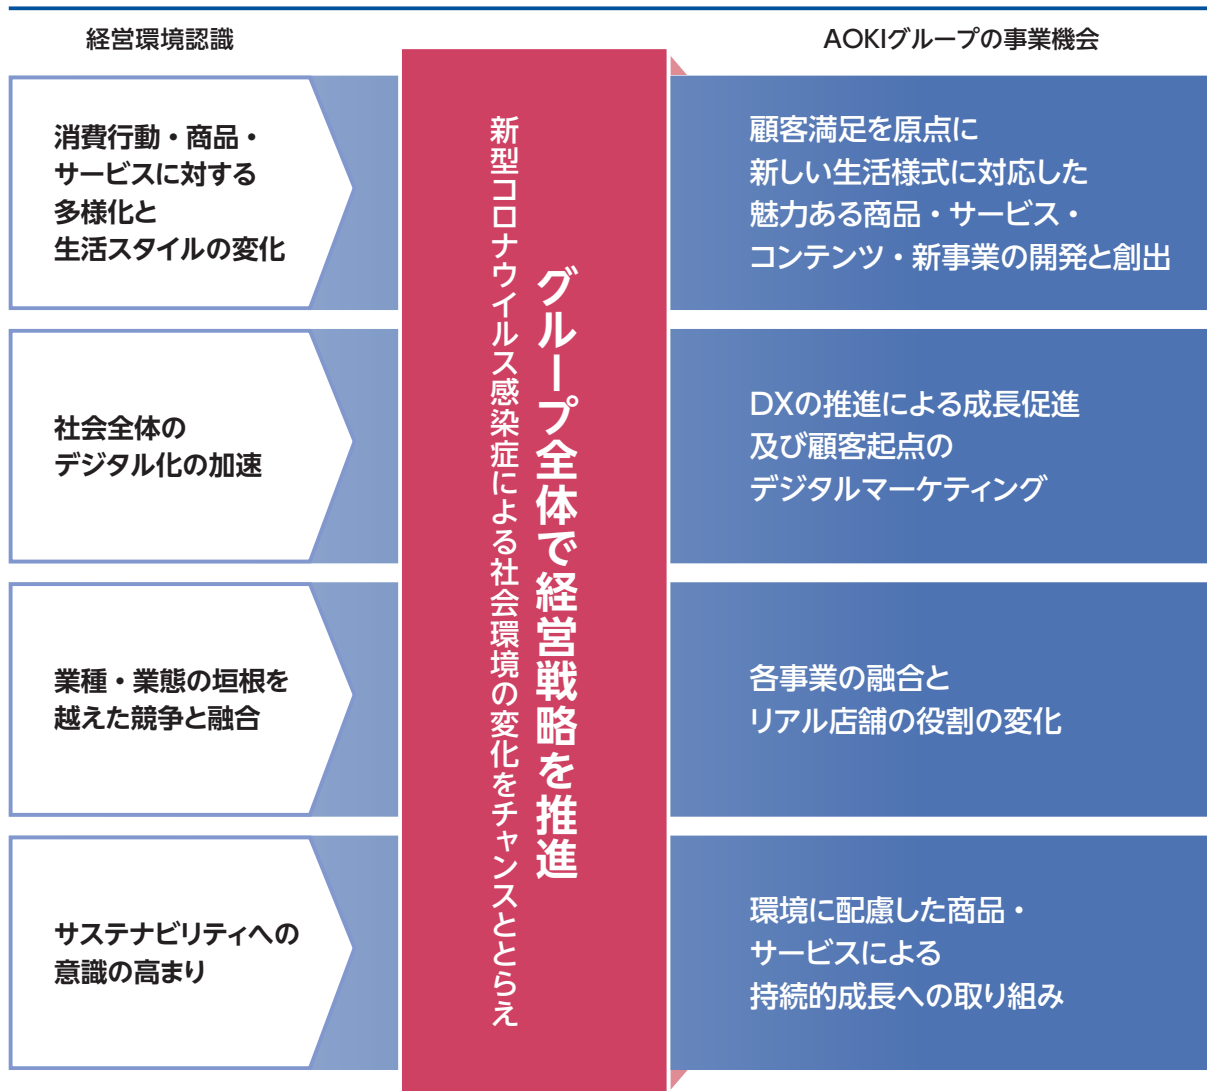 経営環境認識
AOKIグループの事業機会
消費行動・商品・
サービスに対する
多様化と
生活スタイルの変化
社会全体の
デジタル化の加速
業種・業態の垣根を
越えた競争と融合
サステナビリティへの
意識の高まり
新型コロナウイルス感染症による社会環境の変化をチャンスととらえ
グループ全体で経営戦略を推進
顧客満足を原点に
新しい生活様式に対応した
魅力ある商品・サービス・
コンテンツ・新事業の開発と創出
DXの推進による成長促進
及び顧客起点の
デジタルマーケティング
各事業の融合と
リアル店舗の役割の変化
環境に配慮した商品・
サービスによる
持続的成長への取り組み